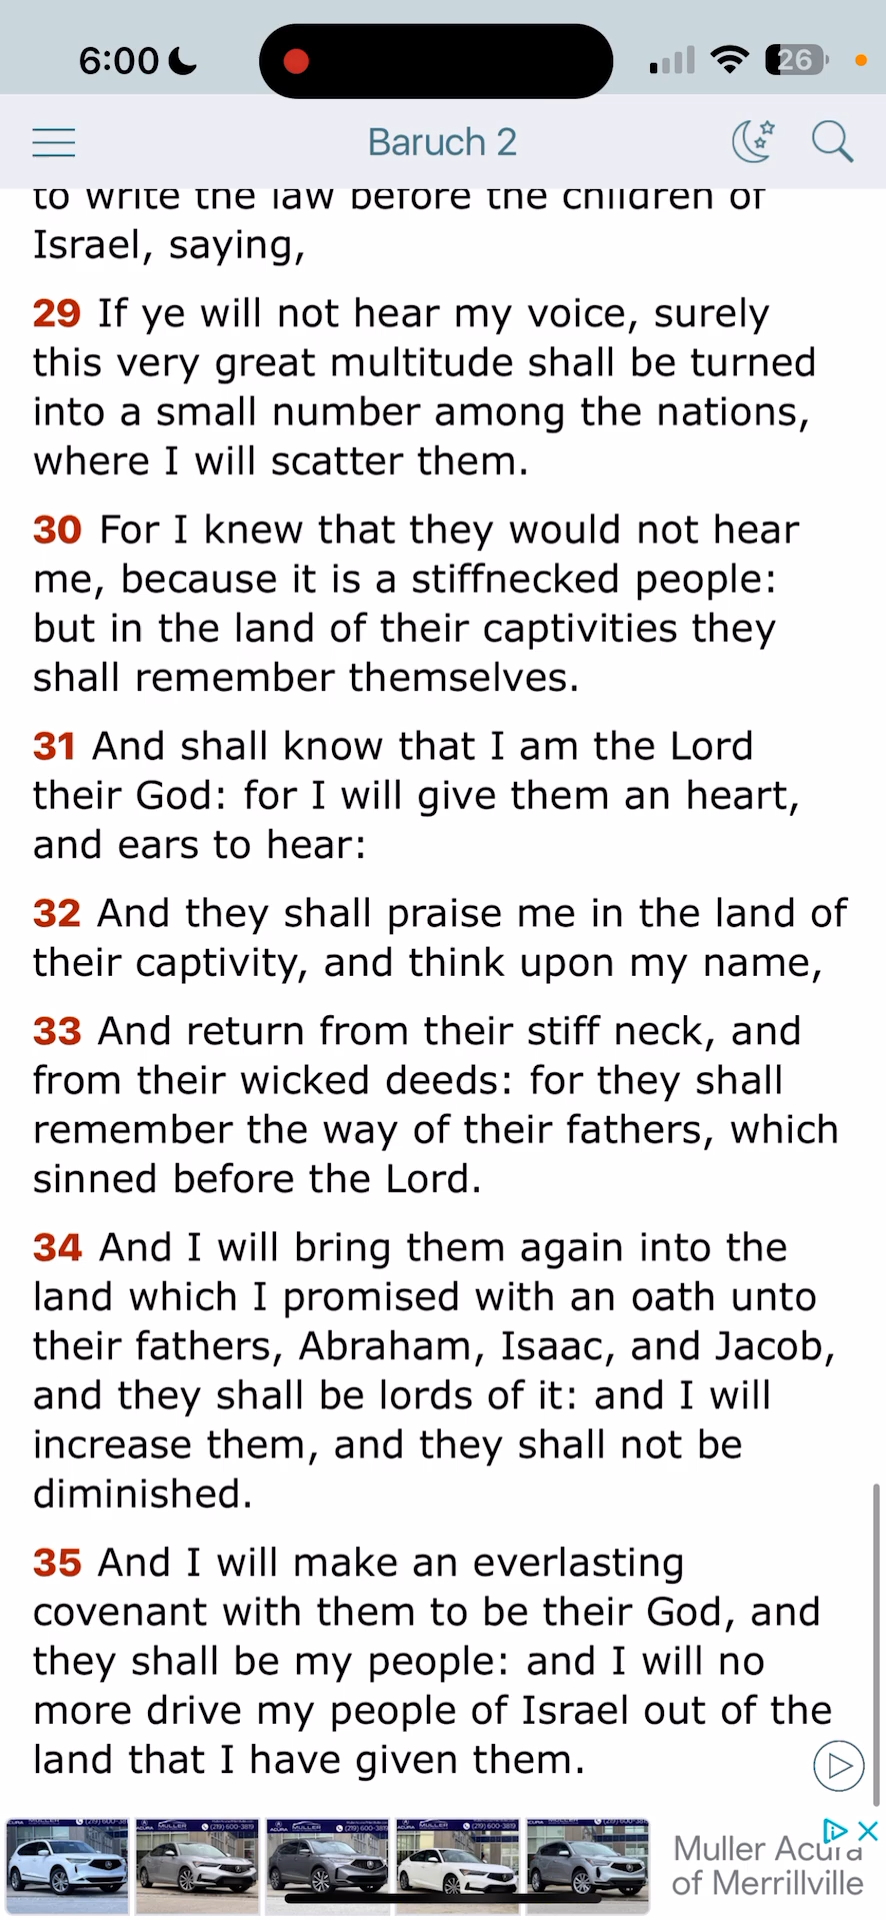 6:00
26
Baruch 2
to write the law before the children of
Israel, saying,
29 If ye will not hear my voice, surely
this very great multitude shall be turned
into a small number among the nations,
where I will scatter them.
30 For I knew that they would not hear
me, because it is a stiffnecked people:
but in the land of their captivities they
shall remember themselves.
31 And shall know that I am the Lord
their God: for I will give them an heart,
and ears to hear:
32 And they shall praise me in the land of
their captivity, and think upon my name,
33 And return from their stiff neck, and
from their wicked deeds: for they shall
remember the way of their fathers, which
sinned before the Lord.
34 And I will bring them again into the
land which I promised with an oath unto
their fathers, Abraham, Isaac, and Jacob,
and they shall be lords of it: and I will
increase them, and they shall not be
diminished.
35 And I will make an everlasting
covenant with them to be their God, and
they shall be my people: and I will no
more drive my people of Israel out of the
land that I have given them.
Muller Acura
of Merrillville